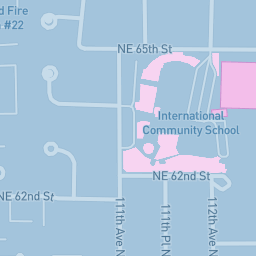 d Fire
#22
NE 65th St
International
Community School
NE 62nd St
NE 62nd St
111th Ave N
111th Pl N
112th Ave N